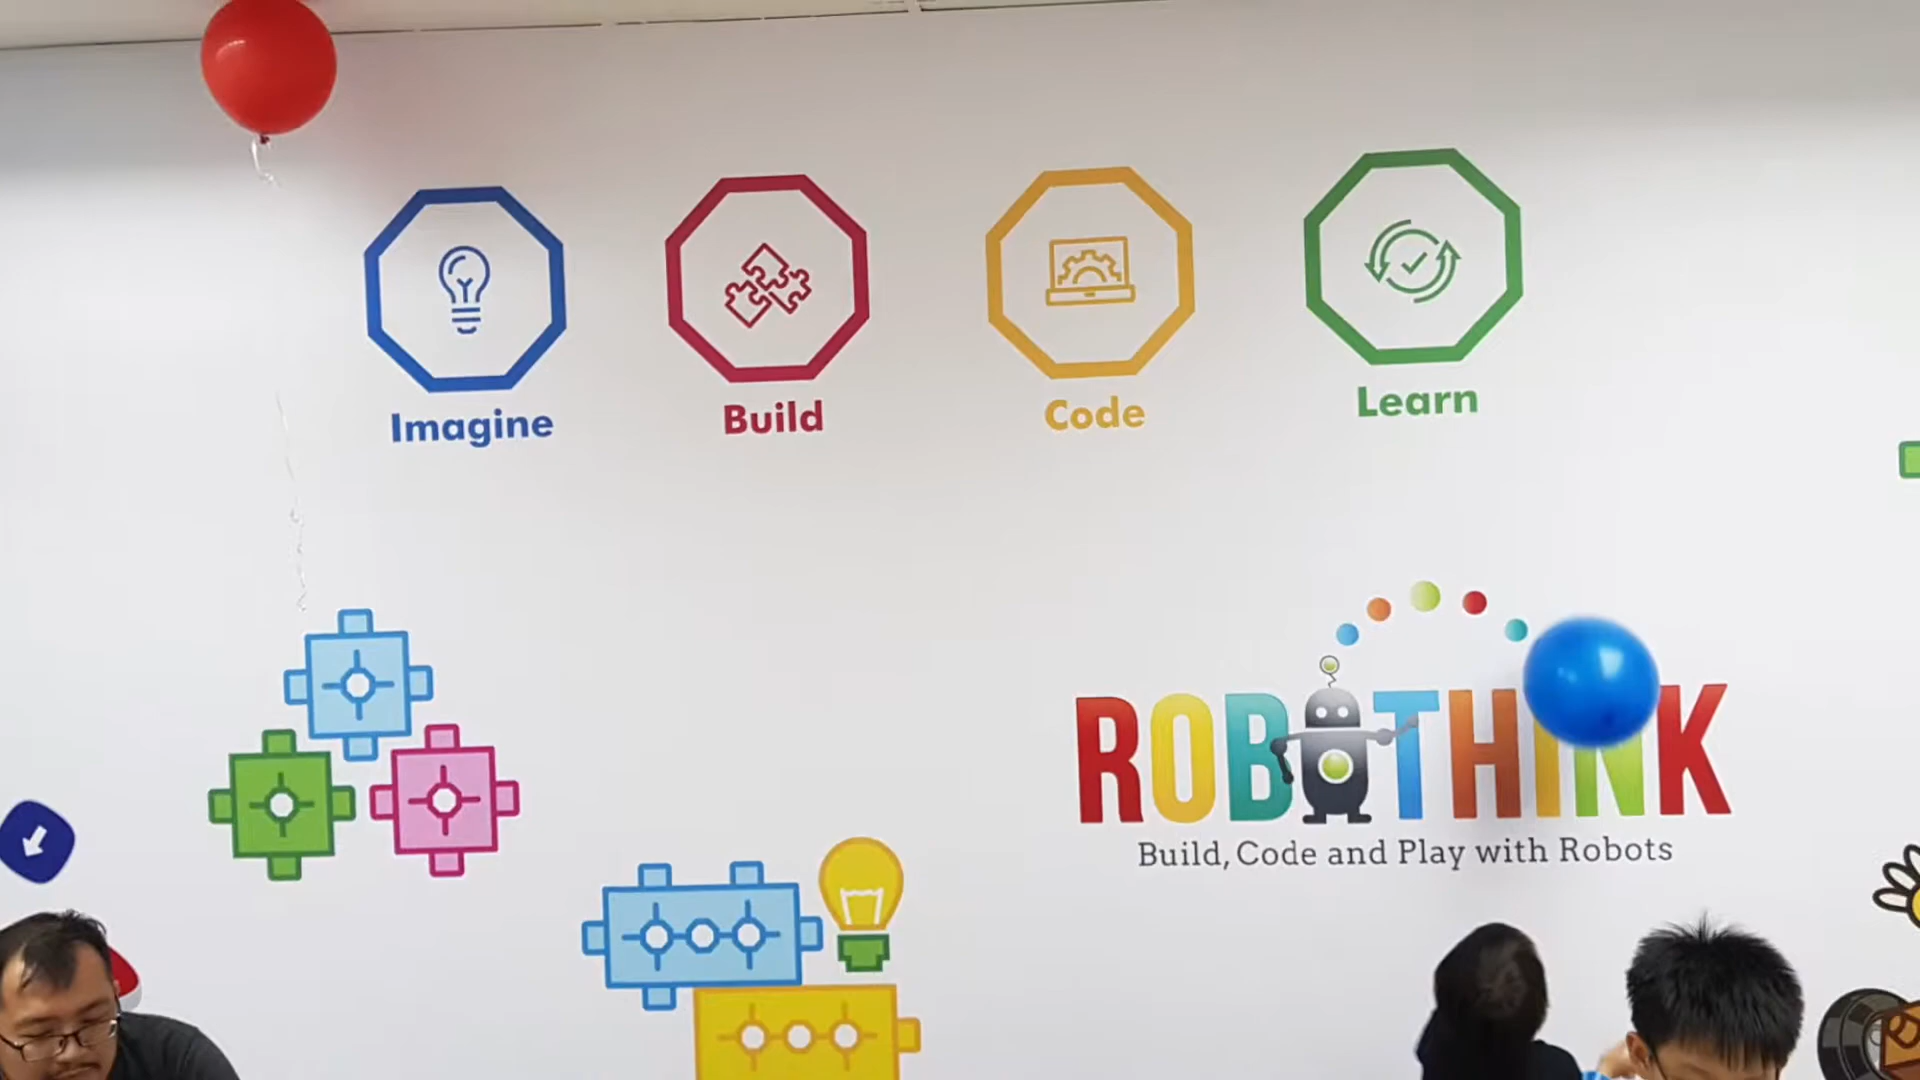 Imagine
Build
Code
Learn
ROBOTHINK
Build, Code and Play with Robots